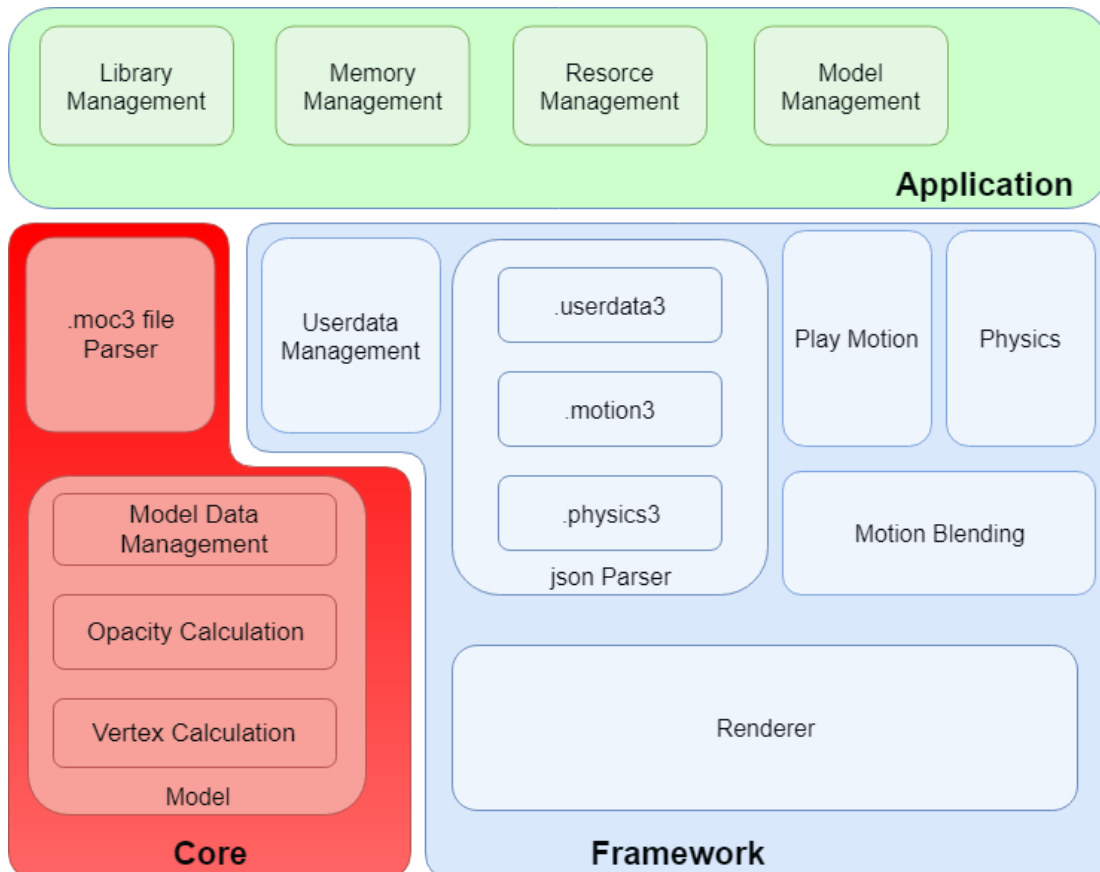 Library
Management
Memory
Management
Resorce
Management
Model
Management
Application
.moc3 file
Parser
Userdata
Management
.userdata3
.motion3
.physics3
json Parser
Play Motion
Physics
Motion Blending
Model Data
Management
Opacity Calculation
Vertex Calculation
Model
Core
Renderer
Framework